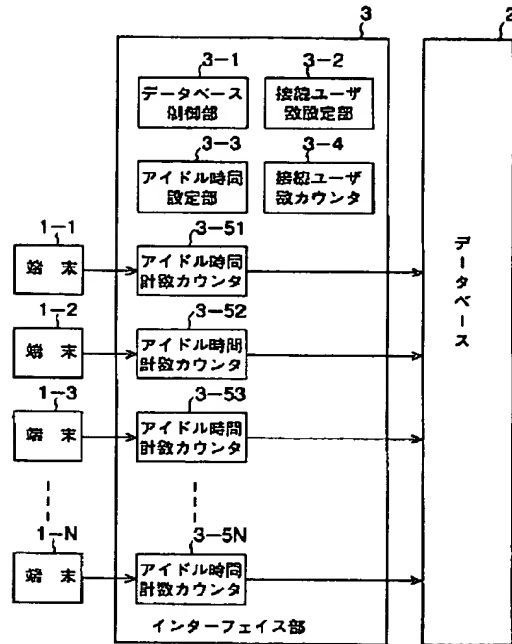 3
2
3-1
3-2
データベース
制御部
接続ユーザ
数設定部
3-3
3-4
アイドル時間
設定部
接続ユーザ
数カウンタ
1-1
3-51
端末
アイドル時間
計数カウンタ
1-2
3-52
端末
アイドル時間
計数カウンタ
1-3
3-53
端末
アイドル時間
計数カウンタ
1-N
3-5N
端末
アイドル時間
計数カウンタ
インターフェイス部
データベース